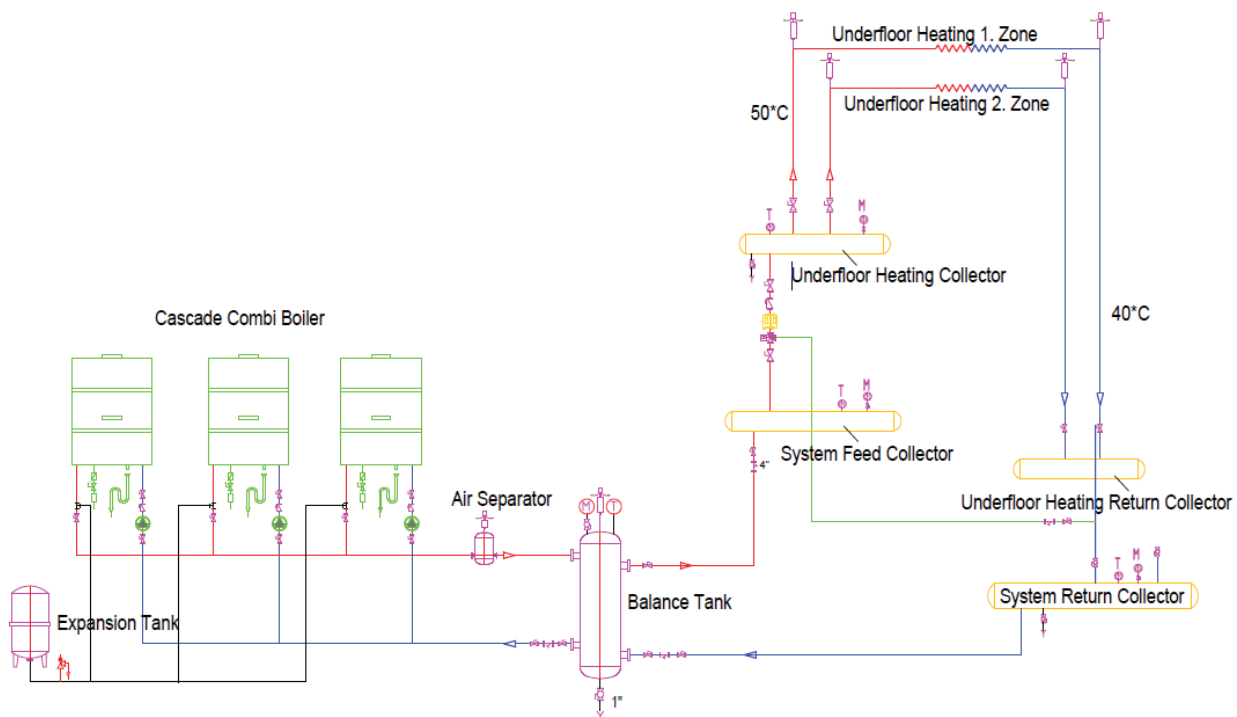 Underfloor Heating 1. Zone
Underfloor Heating 2. Zone
50*C
T
M
Underfloor Heating Collector
Cascade Combi Boiler
40*C
T
M
System Feed Collector
4"
Underfloor Heating Return Collector
Air Separator
M
T
T
M
System Return Collector
Balance Tank
Expansion Tank
1"